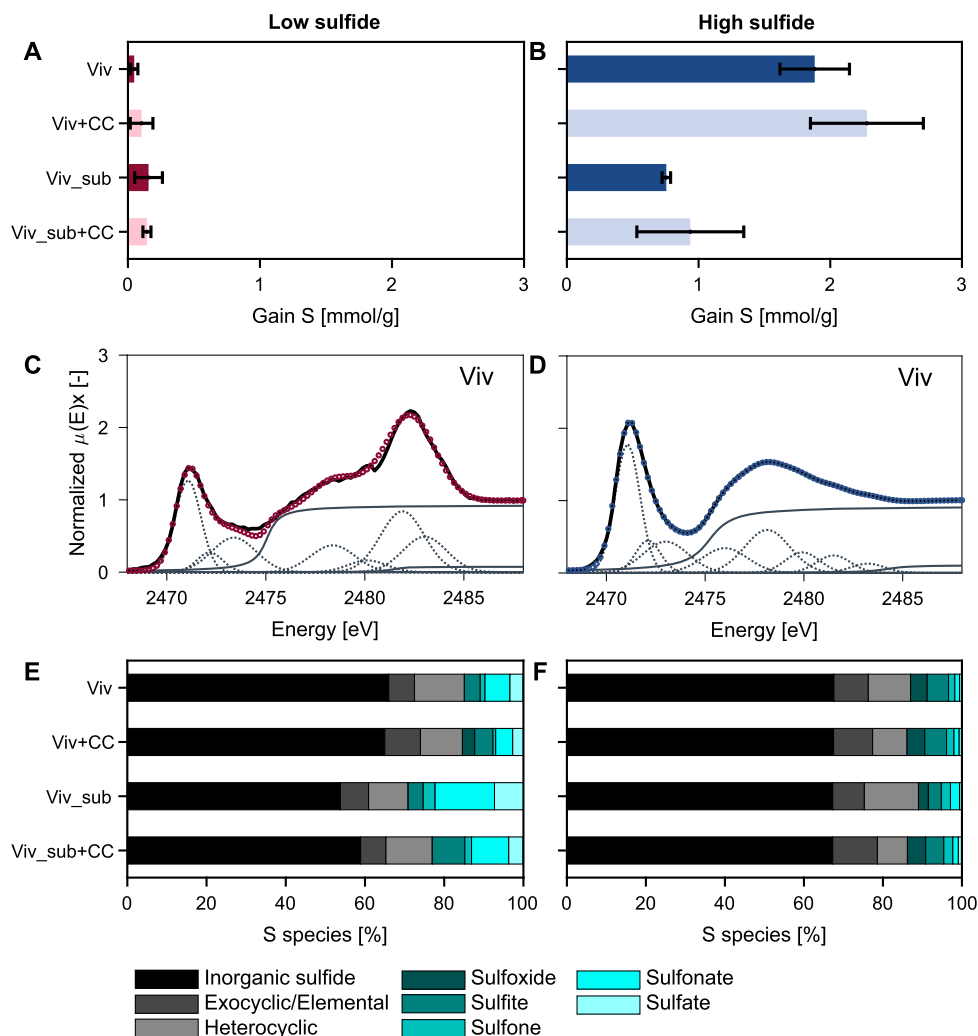 Low sulfide
High sulfide
A
B
Viv
Viv+CC
Viv_sub
Viv_sub+CC
0 1 2 3
0 1 2 3
Gain S [mmol/g]
Gain S [mmol/g]
C
D
Viv
Viv
Normalized μ(E)x [-]
3
2
1
0
2470 2475 2480 2485
2470 2475 2480 2485
Energy [eV]
Energy [eV]
E
F
Viv
Viv+CC
Viv_sub
Viv_sub+CC
0 20 40 60 80 100
0 20 40 60 80 100
S species [%]
S species [%]
Inorganic sulfide
Exocyclic/Elemental
Heterocyclic
Sulfoxide
Sulfite
Sulfone
Sulfonate
Sulfate